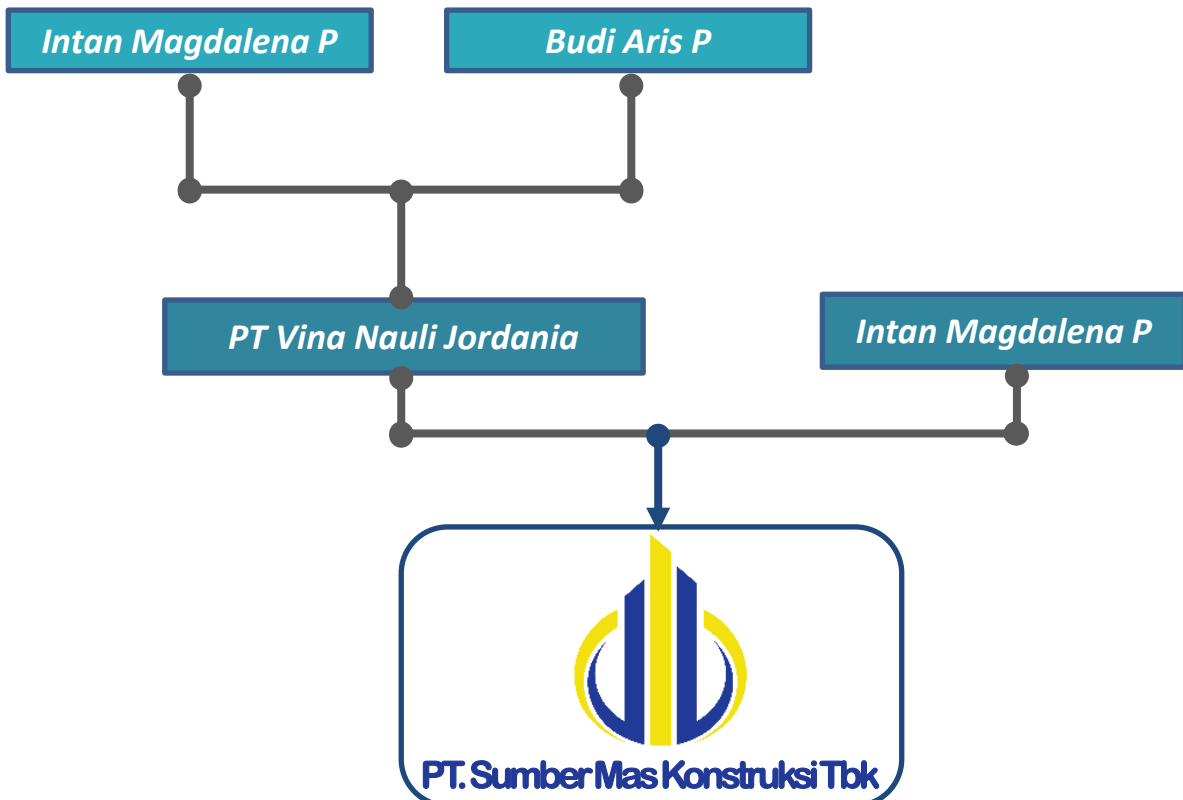 Intan Magdalena P
Budi Aris P
PT Vina Nauli Jordania
Intan Magdalena P
PT. Sumber Mas Konstruksi Tbk